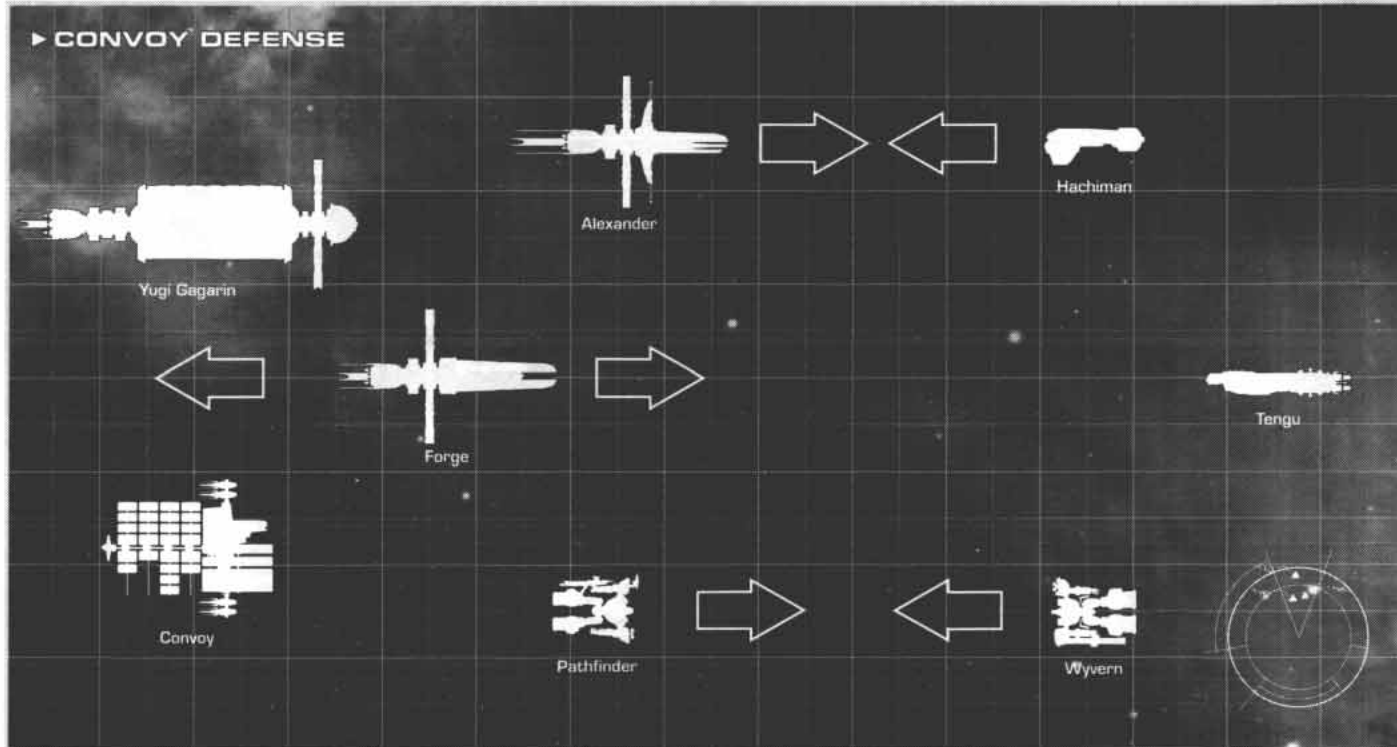 CONVOY DEFENSE
Alexander
Hachiman
Yugi Gagarin
Forge
Tengu
Convoy
Pathfinder
Wyvern